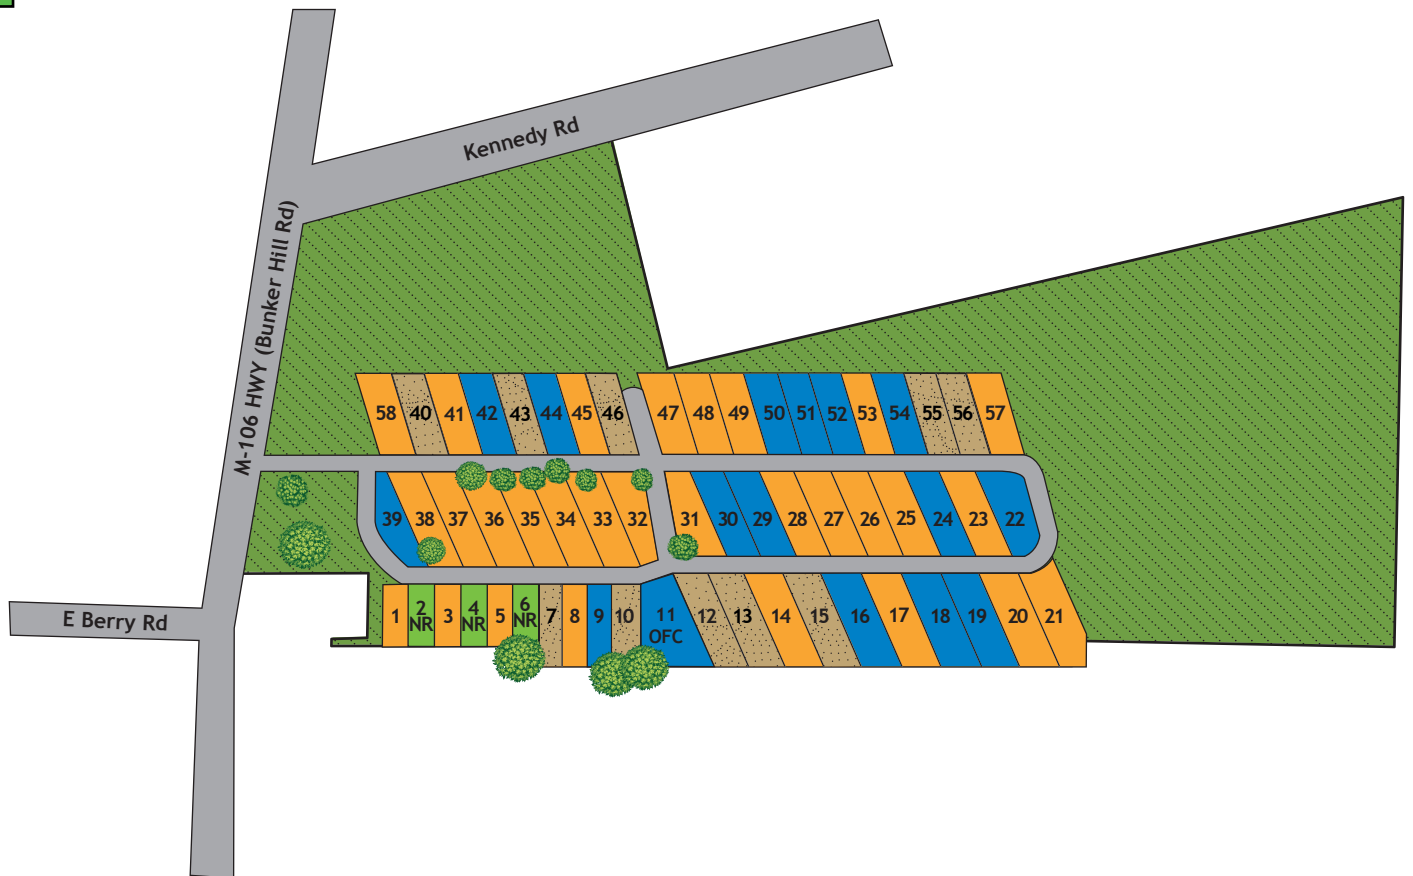 Kennedy Rd
M-106 HWY (Bunker Hill Rd)
58 40 41 42 43 44 45 46 47 48 49 50 51 52 53 54 55 56 57
39 38 37 36 35 34 33 32 31 30 29 28 27 26 25 24 23 22
1 2 3 4 5 6 7 8 9 10 11 12 13 14 15 16 17 18 19 20 21
NR NR NR OFC
E Berry Rd